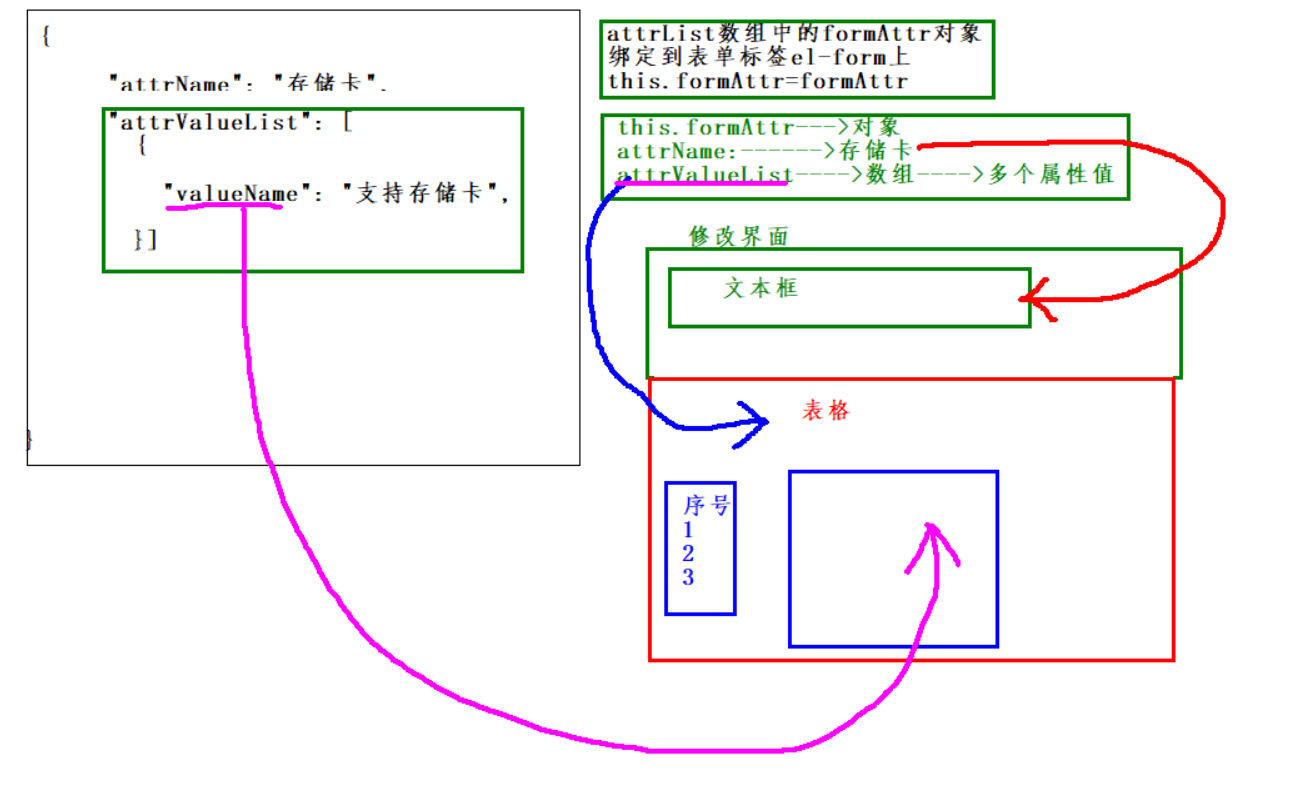 {
"attrName": "存储卡",
"attrValueList": [
{
"valueName": "支持存储卡",
}]
}
attrList数组中的formAttr对象
绑定到表单标签el-form上
this.formAttr=formAttr
this.formAttr--->对象
attrName:------>存储卡
attrValueList---->数组---->多个属性值
修改界面
文本框
表格
序号
1
2
3